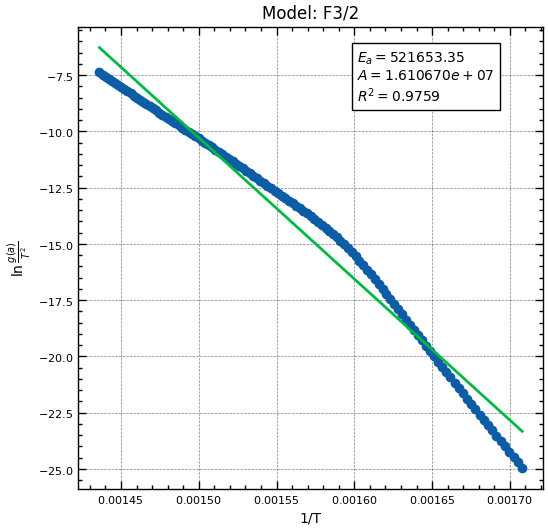 Model: F3/2
E_a = 521653.35
A = 1.610670e + 07
R² = 0.9759
ln g(a)/T²
−7.5
−10.0
−12.5
−15.0
−17.5
−20.0
−22.5
−25.0
0.00145 0.00150 0.00155 0.00160 0.00165 0.00170
1/T